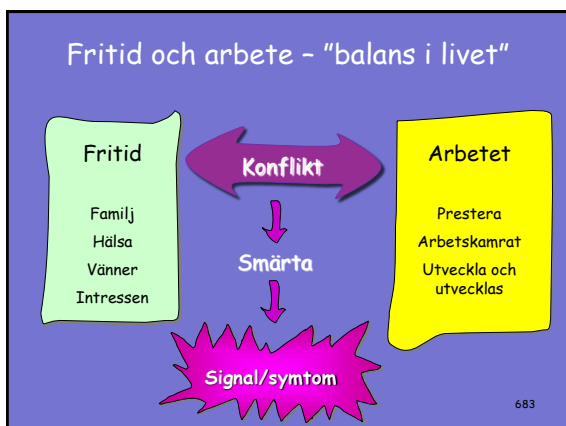 Fritid och arbete – ”balans i livet”
Fritid
Familj
Hälsa
Vänner
Intressen
Konflikt
Smärta
Signal/symtom
Arbetet
Prestera
Arbetskamrat
Utveckla och
utvecklas
683